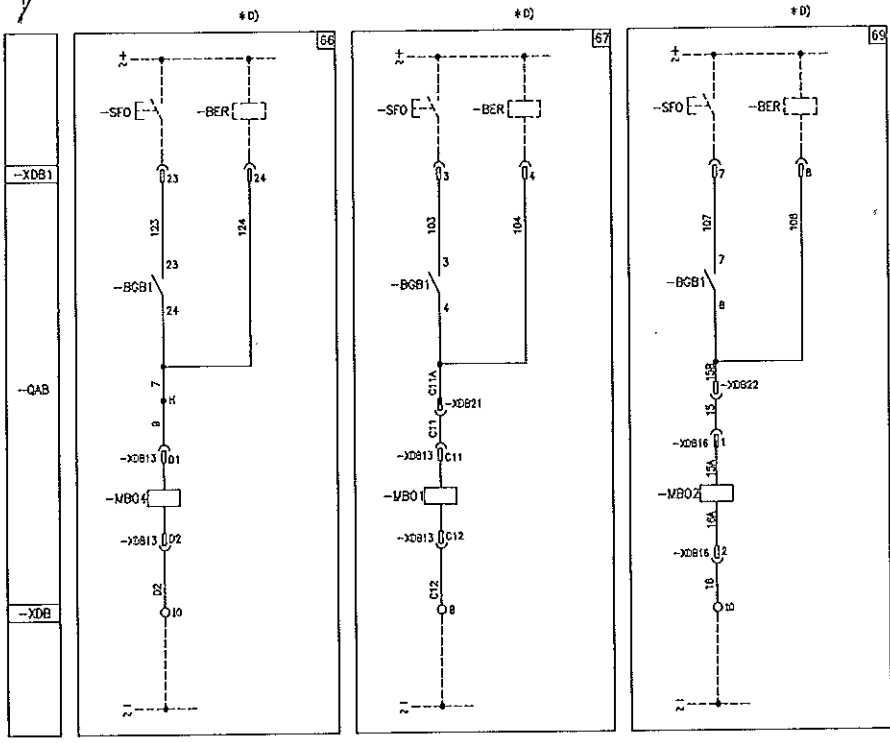 *D)
*D)
*D)
-XDB1
-QAB
-XDB
66
+
~
-SFO
-BER
23
24
123
124
23
-BGB1
24
7
H
9
-XDB13 D1
-MBO4
-XDB13 D2
D2
10
-
~
67
+
~
-SFO
-BER
3
4
103
104
3
-BGB1
4
C11A
-XDB21
C11
-XDB13 C11
-MBO1
-XDB13 C12
C12
8
-
~
69
+
~
-SFO
-BER
7
8
107
108
7
-BGB1
8
15B
-XDB22
15
-XDB16 1
15A
-MBO2
16A
-XDB16 2
16
10
-
~